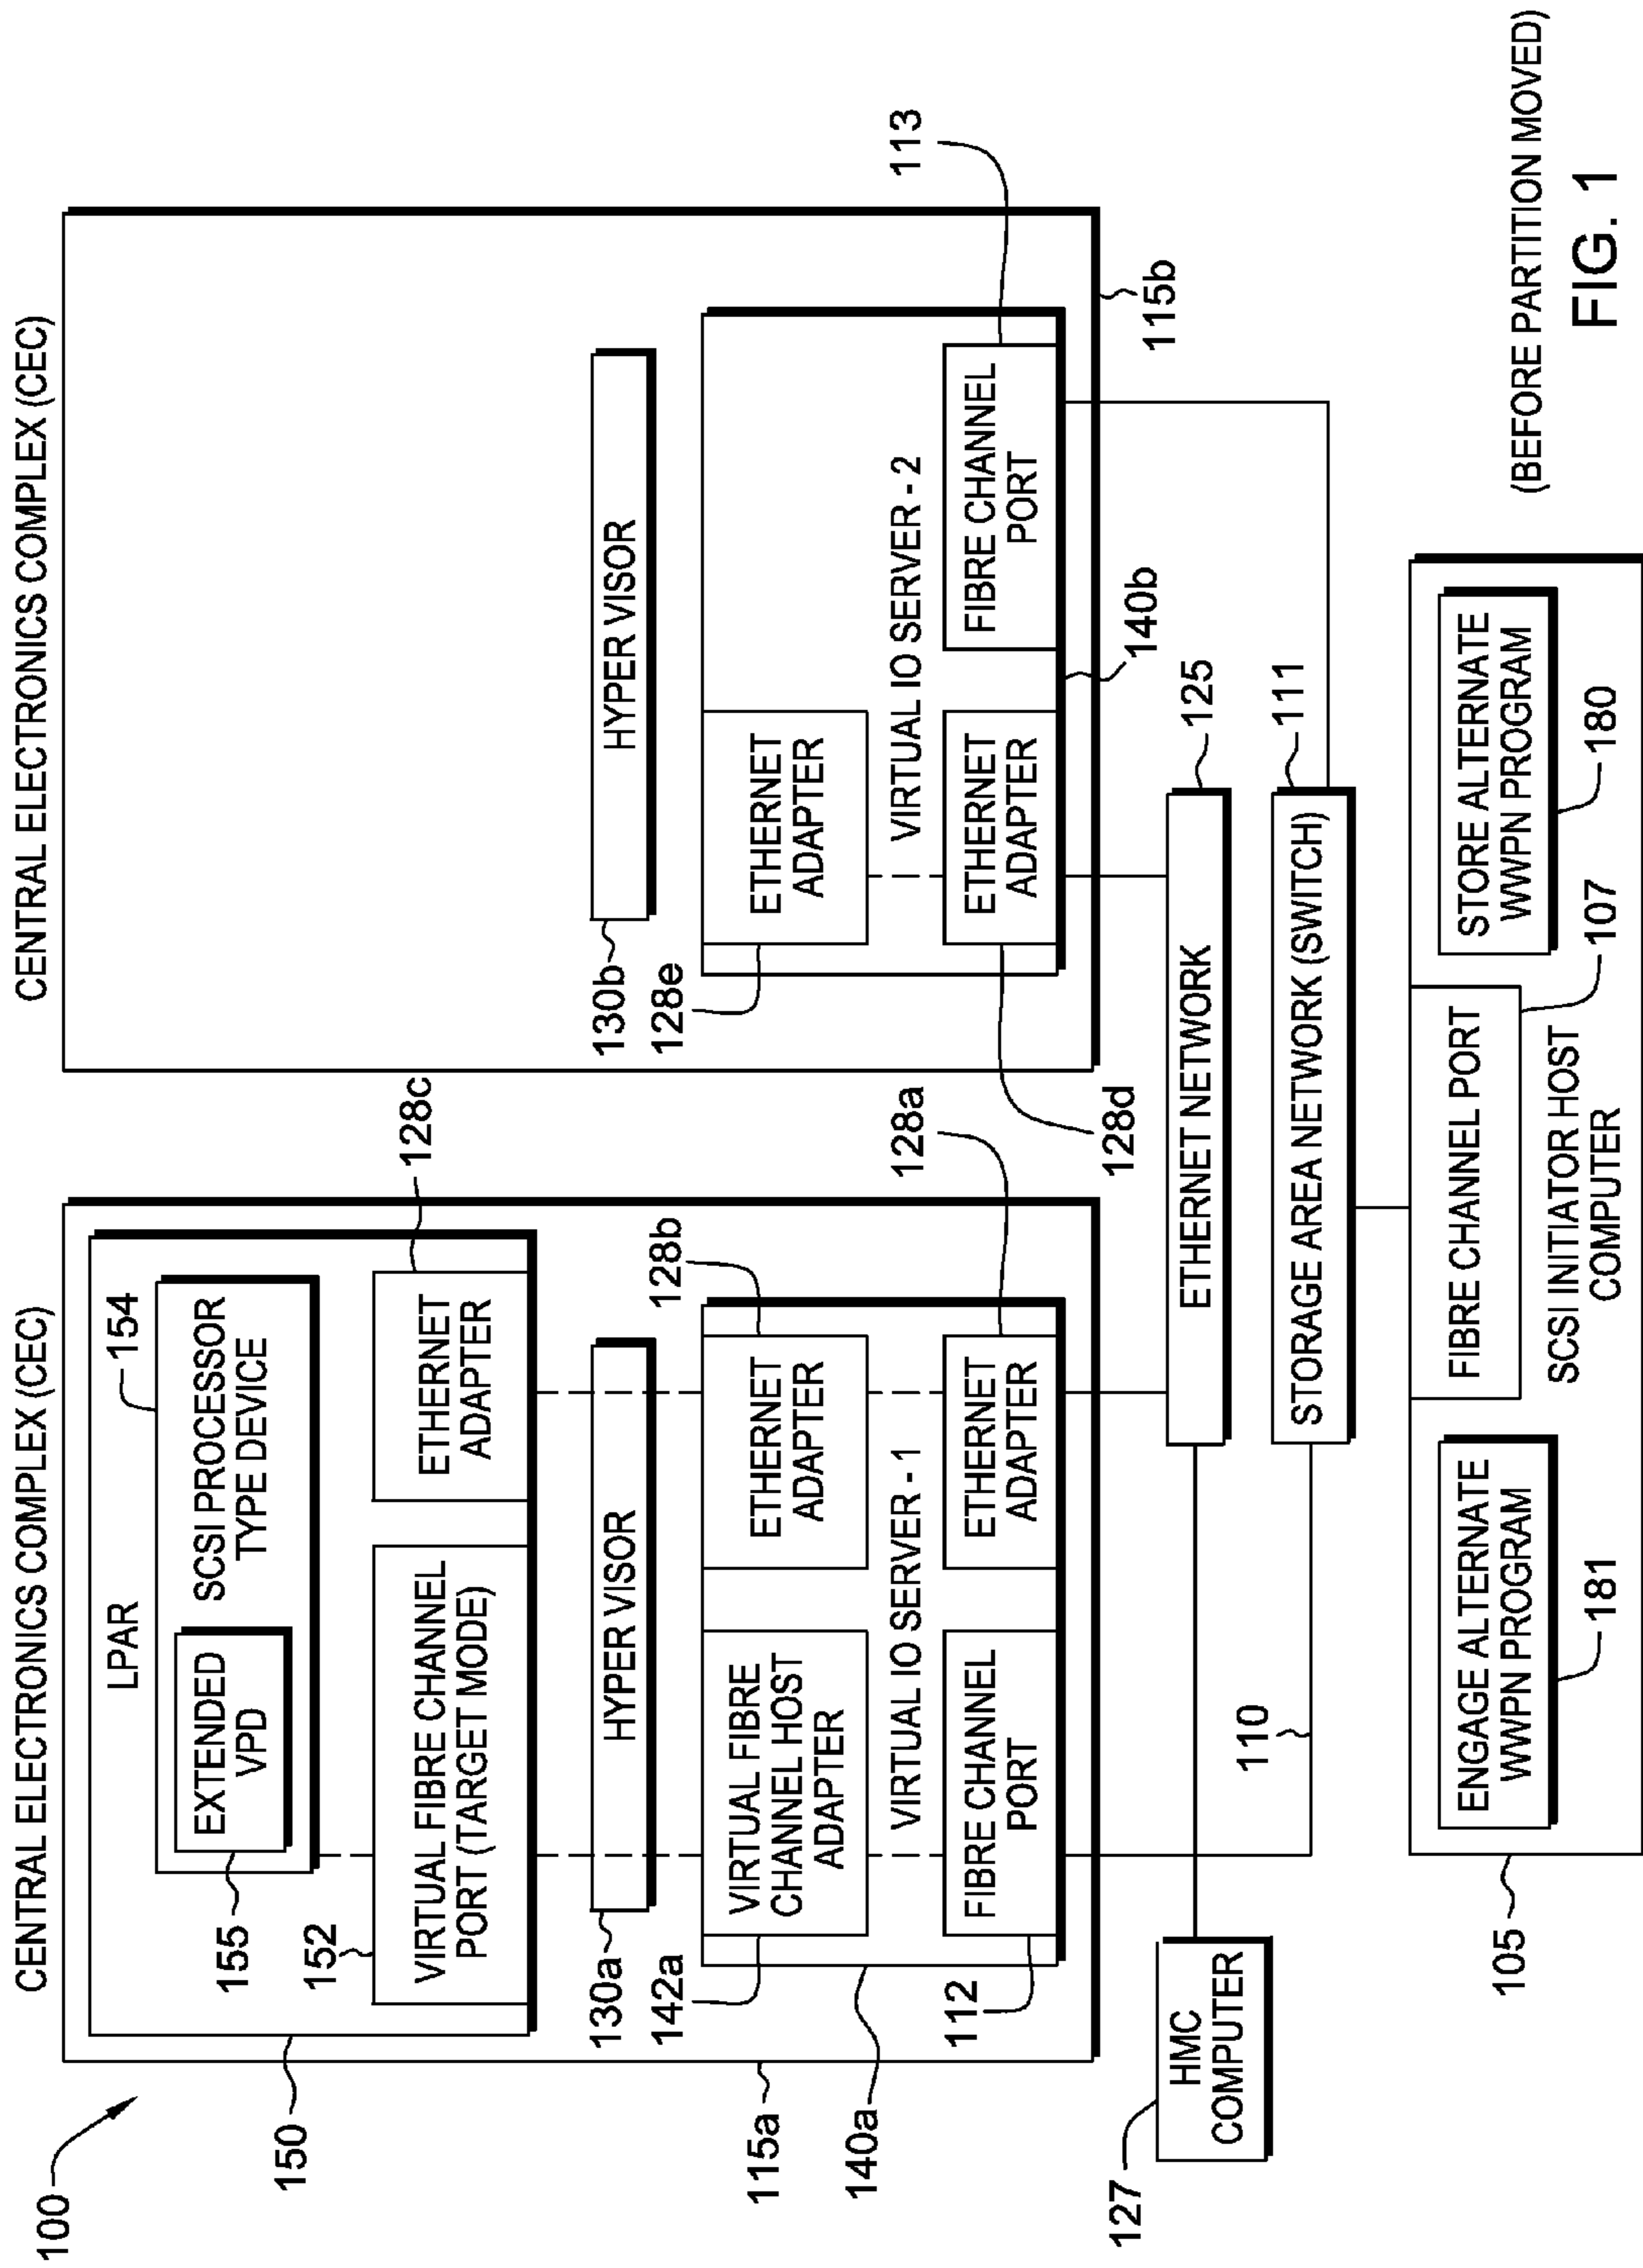 100
CENTRAL ELECTRONICS COMPLEX (CEC)
LPAR
154
SCSI PROCESSOR
TYPE DEVICE
EXTENDED
VPD
155
152
VIRTUAL FIBRE CHANNEL
PORT (TARGET MODE)
ETHERNET
ADAPTER
128c
150
HYPER VISOR
130a
142a
VIRTUAL FIBRE
CHANNEL HOST
ADAPTER
ETHERNET
ADAPTER
128b
VIRTUAL IO SERVER - 1
FIBRE CHANNEL
PORT
112
ETHERNET
ADAPTER
128a
115a
140a
CENTRAL ELECTRONICS COMPLEX (CEC)
HYPER VISOR
130b
128e
ETHERNET
ADAPTER
VIRTUAL IO SERVER - 2
ETHERNET
ADAPTER
128d
FIBRE CHANNEL
PORT
113
140b
115b
127
HMC
COMPUTER
ETHERNET NETWORK
125
110
STORAGE AREA NETWORK (SWITCH)
111
105
ENGAGE ALTERNATE
WWPN PROGRAM
181
FIBRE CHANNEL PORT
107
SCSI INITIATOR HOST
COMPUTER
STORE ALTERNATE
WWPN PROGRAM
180
(BEFORE PARTITION MOVED)
FIG. 1